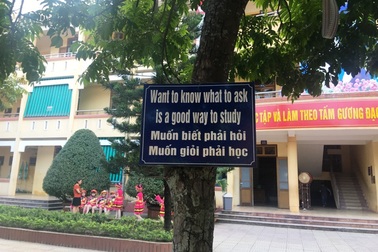 Want to know what to ask
is a good way to study
Muốn biết phải hỏi
Muốn giỏi phải học
TẬP VÀ LÀM THEO TẤM GƯƠNG ĐẠO